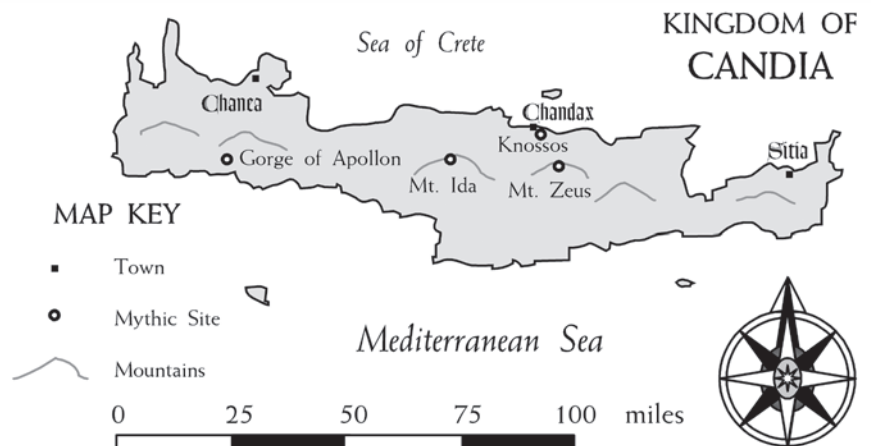 KINGDOM OF
CANDIA
Sea of Crete
Chanea
Chandax
Knossos
Sitia
Gorge of Apollon
Mt. Ida
Mt. Zeus
MAP KEY
Town
Mythic Site
Mountains
Mediterranean Sea
0 25 50 75 100 miles